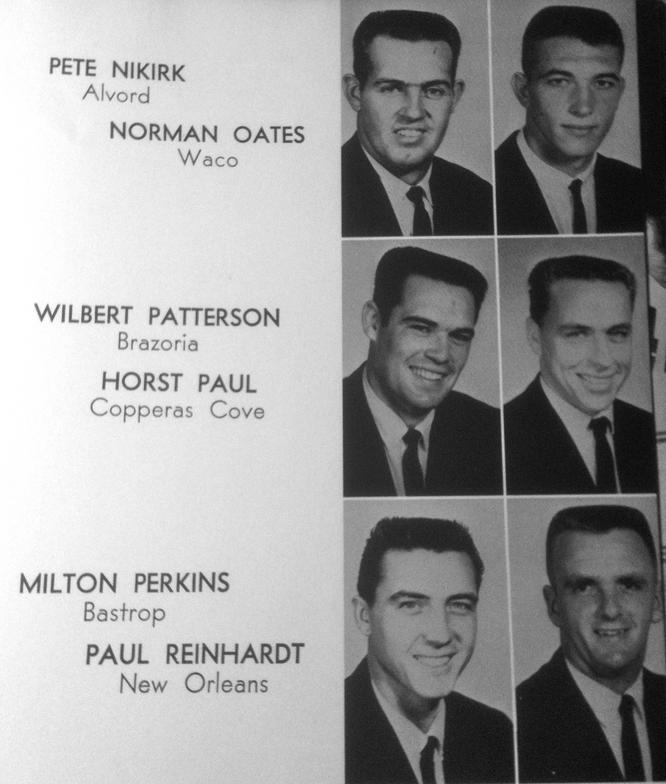 PETE NIKIRK
Alvord
NORMAN OATES
Waco
WILBERT PATTERSON
Brazoria
HORST PAUL
Copperas Cove
MILTON PERKINS
Bastrop
PAUL REINHARDT
New Orleans